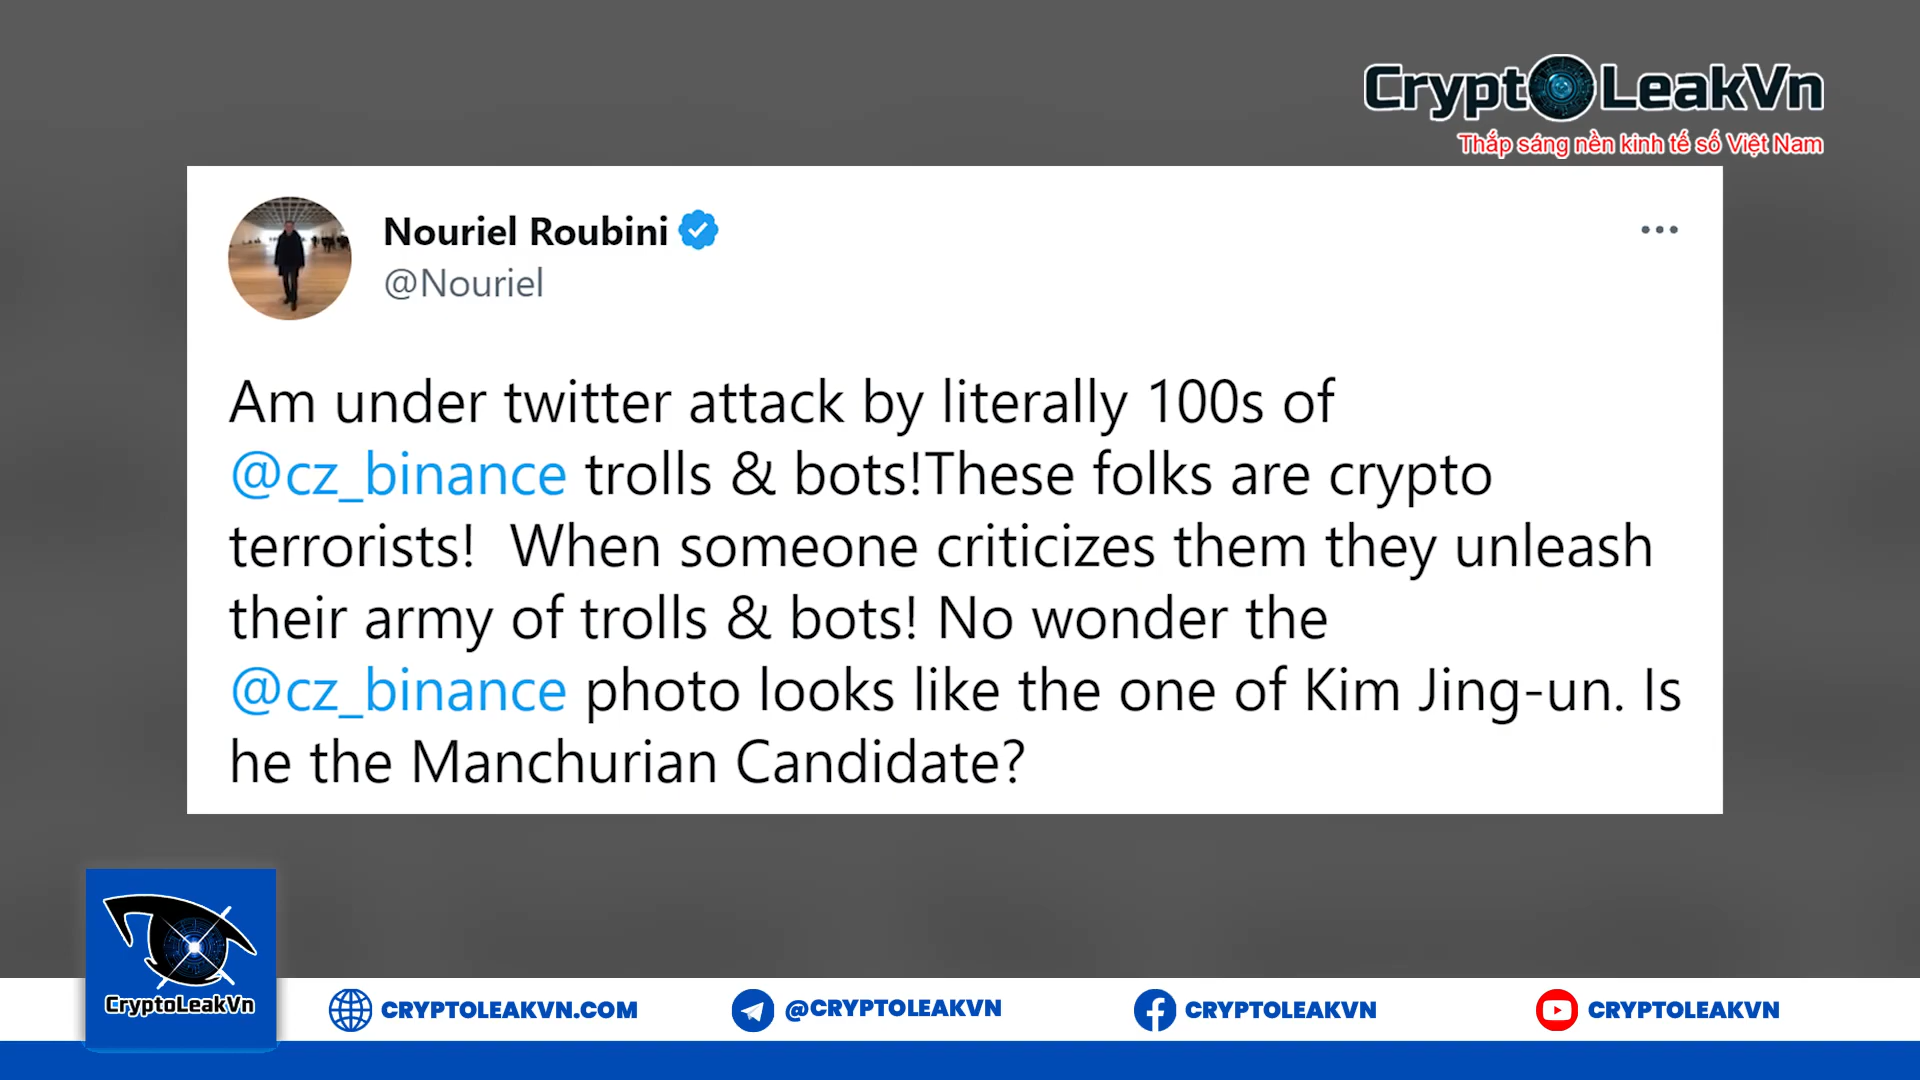 CryptoLeakVn
Thắp sáng nền kinh tế số Việt Nam
Nouriel Roubini
@Nouriel
Am under twitter attack by literally 100s of
@cz_binance trolls & bots!These folks are crypto
terrorists!  When someone criticizes them they unleash
their army of trolls & bots! No wonder the
@cz_binance photo looks like the one of Kim Jing-un. Is
he the Manchurian Candidate?
CryptoLeakVn
CRYPTOLEAKVN.COM
@CRYPTOLEAKVN
CRYPTOLEAKVN
CRYPTOLEAKVN